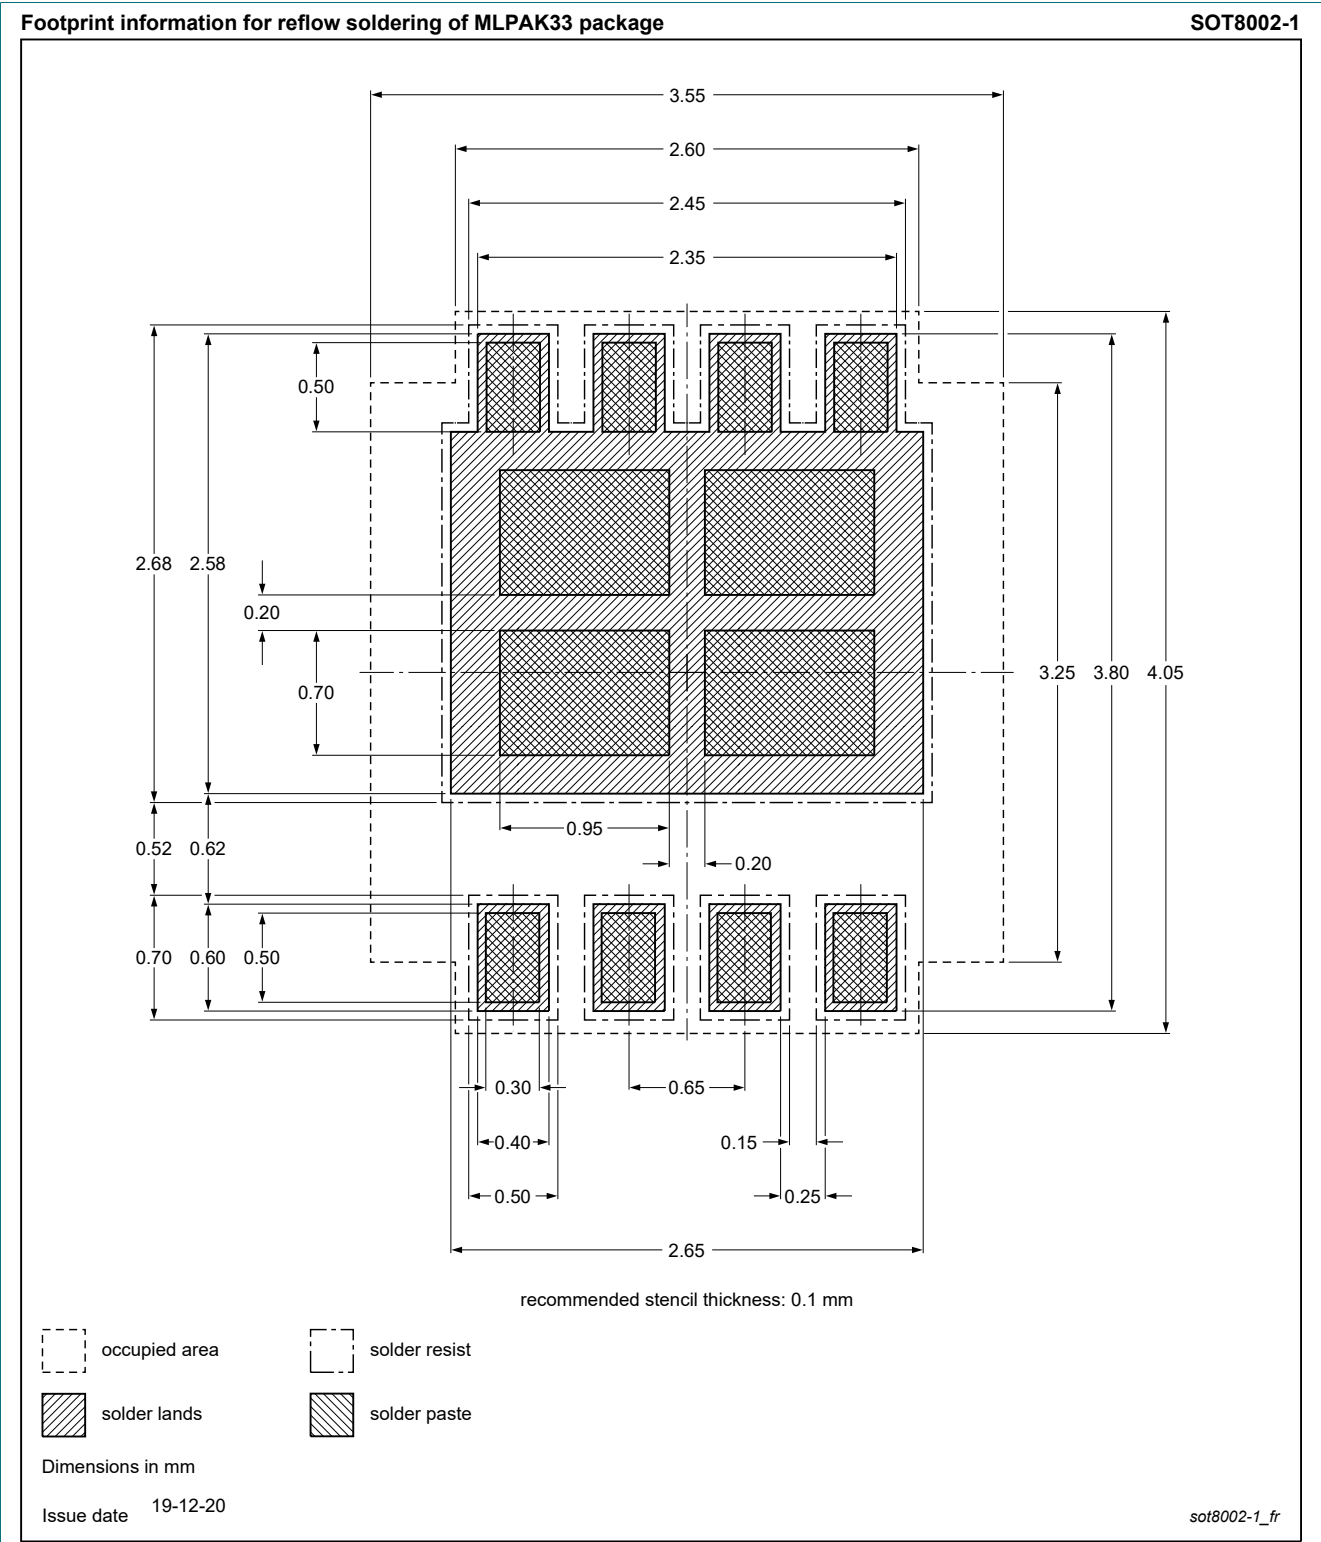 Footprint information for reflow soldering of MLPAK33 package SOT8002-1
3.55
2.60
2.45
2.35
0.50
2.68 2.58
0.20
0.70
3.25 3.80 4.05
0.95
0.52 0.62
0.20
0.70 0.60 0.50
0.30 0.65
0.40 0.15
0.50 0.25
2.65
recommended stencil thickness: 0.1 mm
occupied area solder resist
solder lands solder paste
Dimensions in mm
Issue date 19-12-20
sot8002-1_fr